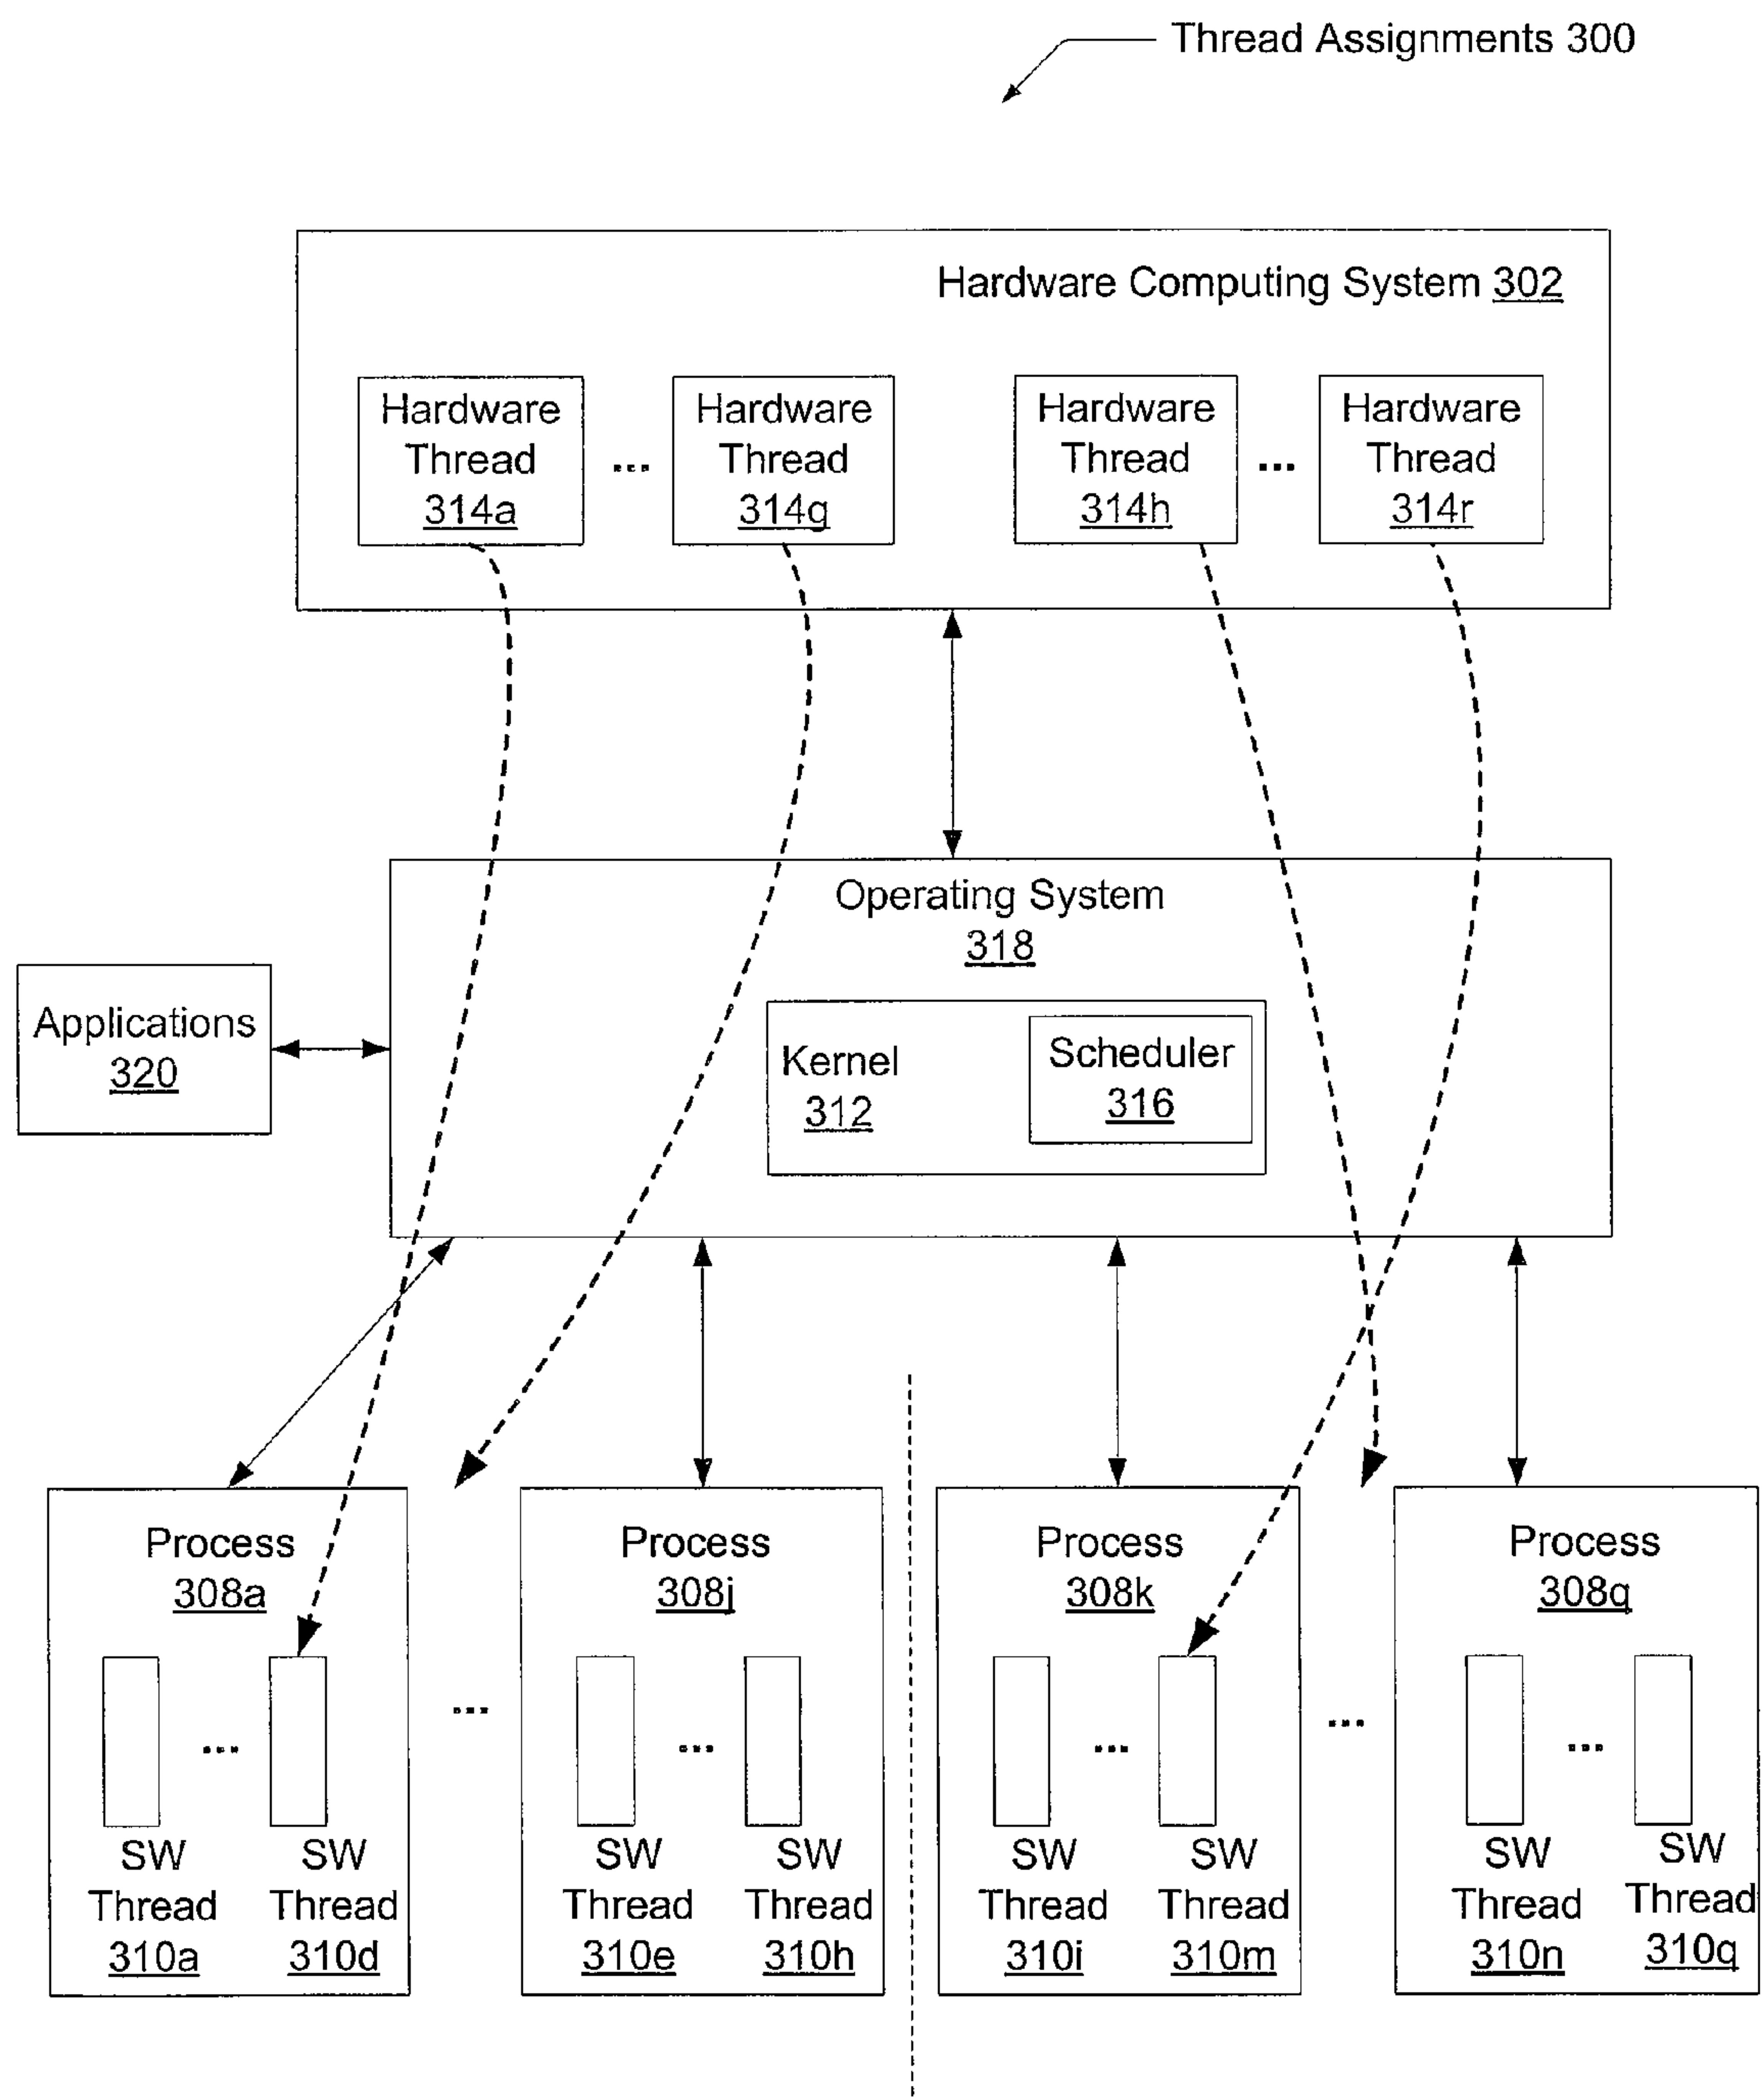 Thread Assignments 300
Hardware Computing System 302
Hardware
Thread
314a
...
Hardware
Thread
314g
Hardware
Thread
314h
...
Hardware
Thread
314r
Operating System
318
Applications
320
Kernel
312
Scheduler
316
Process
308a
SW
Thread
310a
...
SW
Thread
310d
...
Process
308j
SW
Thread
310e
...
SW
Thread
310h
Process
308k
SW
Thread
310i
...
SW
Thread
310m
...
Process
308q
SW
Thread
310n
...
SW
Thread
310q